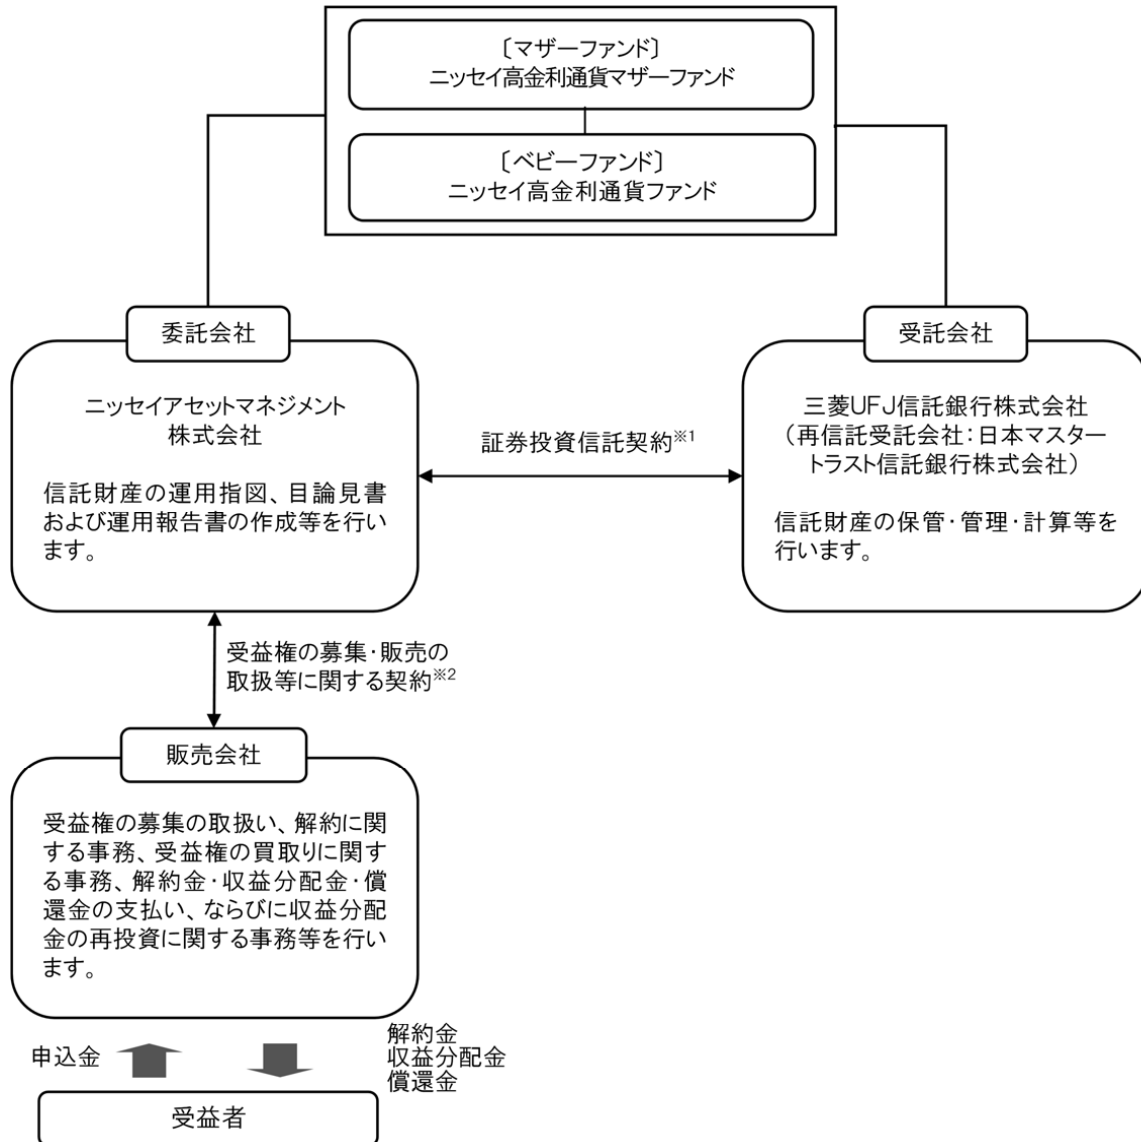 〔マザーファンド〕
ニッセイ高金利通貨マザーファンド
〔ベビーファンド〕
ニッセイ高金利通貨ファンド
委託会社
ニッセイアセットマネジメント
株式会社
信託財産の運用指図、目論見書
および運用報告書の作成等を行い
ます。
証券投資信託契約※1
受託会社
三菱UFJ信託銀行株式会社
（再信託受託会社：日本マスター
トラスト信託銀行株式会社）
信託財産の保管・管理・計算等を
行います。
受益権の募集・販売の
取扱等に関する契約※2
販売会社
受益権の募集の取扱い、解約に関
する事務、受益権の買取りに関す
る事務、解約金・収益分配金・償
還金の支払い、ならびに収益分配
金の再投資に関する事務等を行い
ます。
申込金
解約金
収益分配金
償還金
受益者